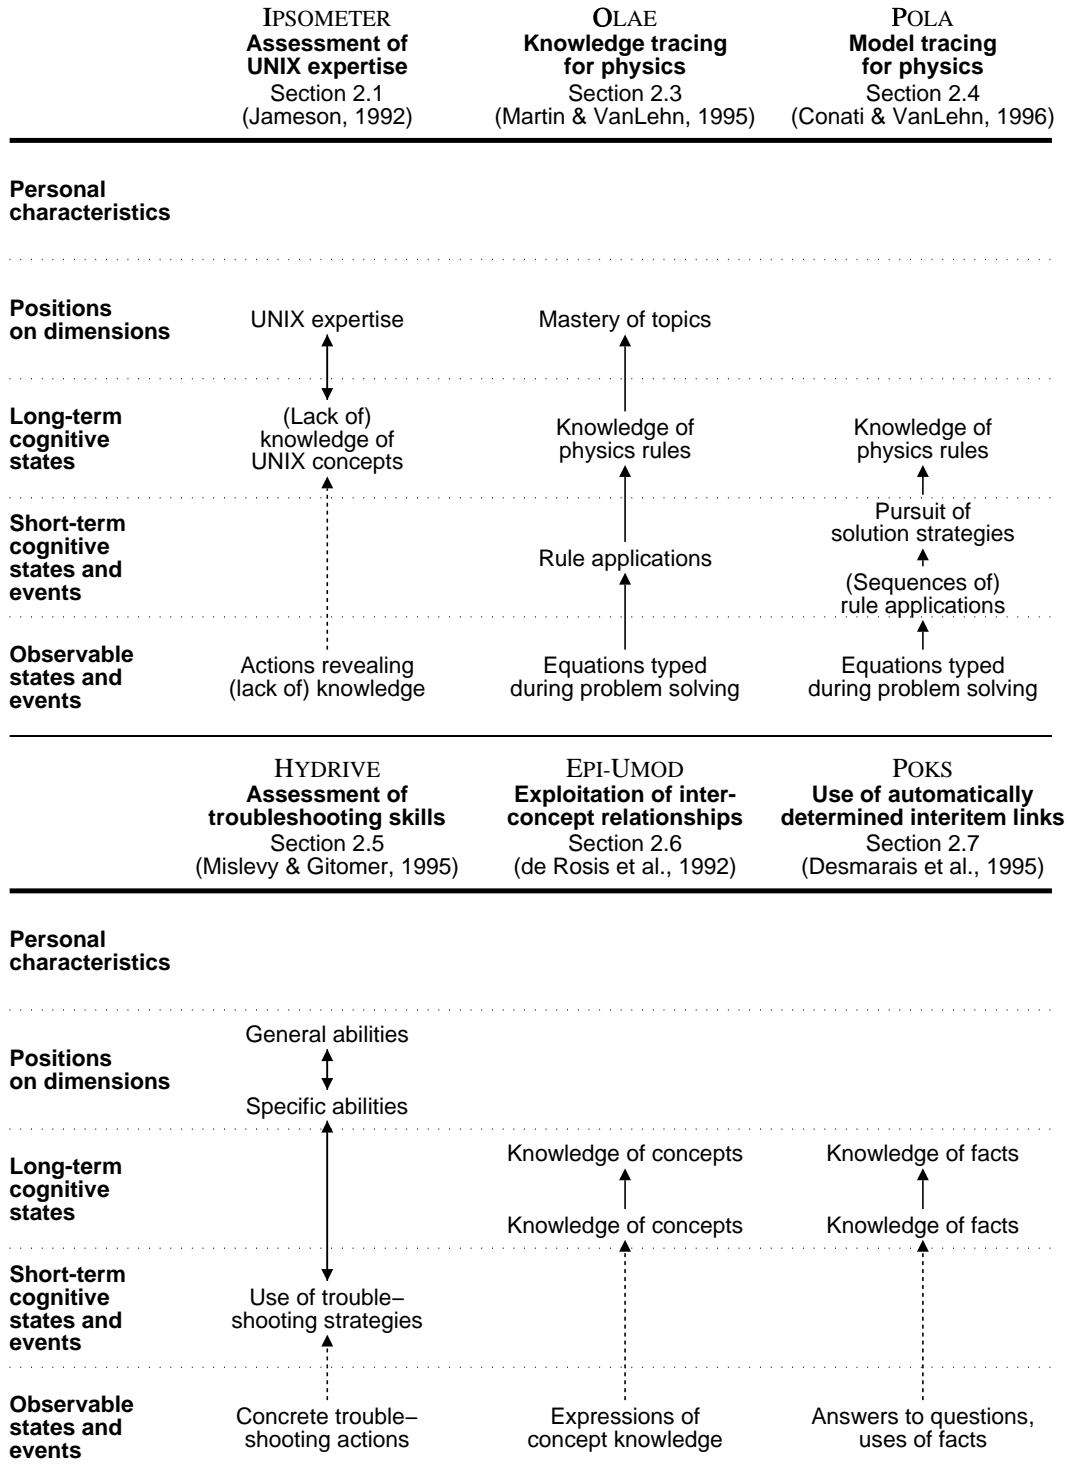 IPSOMETER
Assessment of
UNIX expertise
Section 2.1
(Jameson, 1992)
OLAE
Knowledge tracing
for physics
Section 2.3
(Martin & VanLehn, 1995)
POLA
Model tracing
for physics
Section 2.4
(Conati & VanLehn, 1996)
Personal
characteristics
Positions
on dimensions
UNIX expertise
Mastery of topics
Long-term
cognitive
states
(Lack of)
knowledge of
UNIX concepts
Knowledge of
physics rules
Knowledge of
physics rules
Short-term
cognitive
states and
events
Rule applications
Pursuit of
solution strategies
(Sequences of)
rule applications
Observable
states and
events
Actions revealing
(lack of) knowledge
Equations typed
during problem solving
Equations typed
during problem solving
HYDRIVE
Assessment of
troubleshooting skills
Section 2.5
(Mislevy & Gitomer, 1995)
EPI-UMOD
Exploitation of inter-
concept relationships
Section 2.6
(de Rosis et al., 1992)
POKS
Use of automatically
determined interitem links
Section 2.7
(Desmarais et al., 1995)
Personal
characteristics
Positions
on dimensions
General abilities
Specific abilities
Long-term
cognitive
states
Knowledge of concepts
Knowledge of concepts
Knowledge of facts
Knowledge of facts
Short-term
cognitive
states and
events
Use of trouble–
shooting strategies
Observable
states and
events
Concrete trouble–
shooting actions
Expressions of
concept knowledge
Answers to questions,
uses of facts